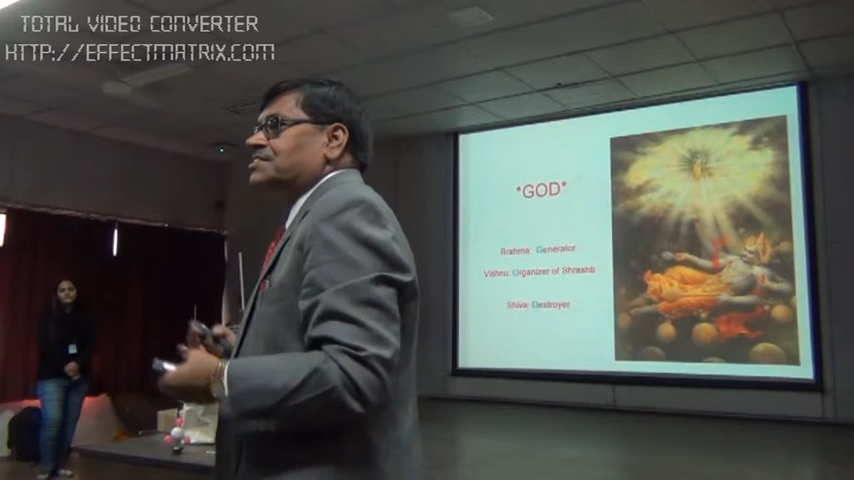 TOTAL VIDEO CONVERTER
HTTP://EFFECTMATRIX.COM
*GOD*
Brahma: Generator
Vishnu: Organizer of Shrashti
Shiva: Destroyer